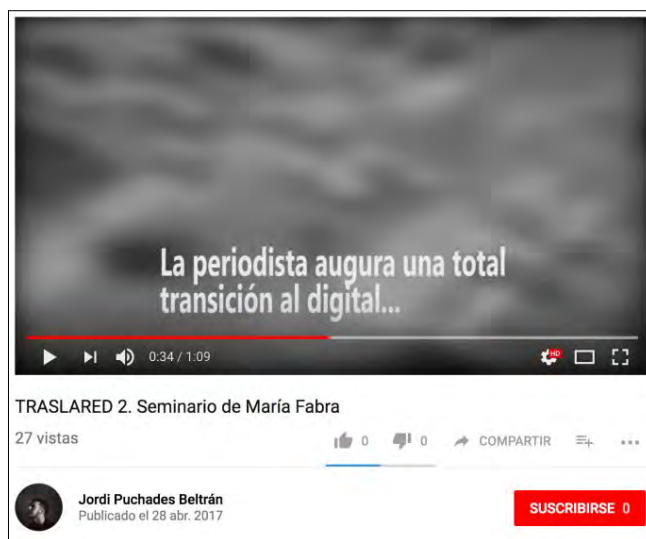 La periodista augura una total
transición al digital...
0:34 / 1:09
HD
TRASLARED 2. Seminario de María Fabra
27 vistas
0
0
COMPARTIR
Jordi Puchades Beltrán
Publicado el 28 abr. 2017
SUSCRIBIRSE 0